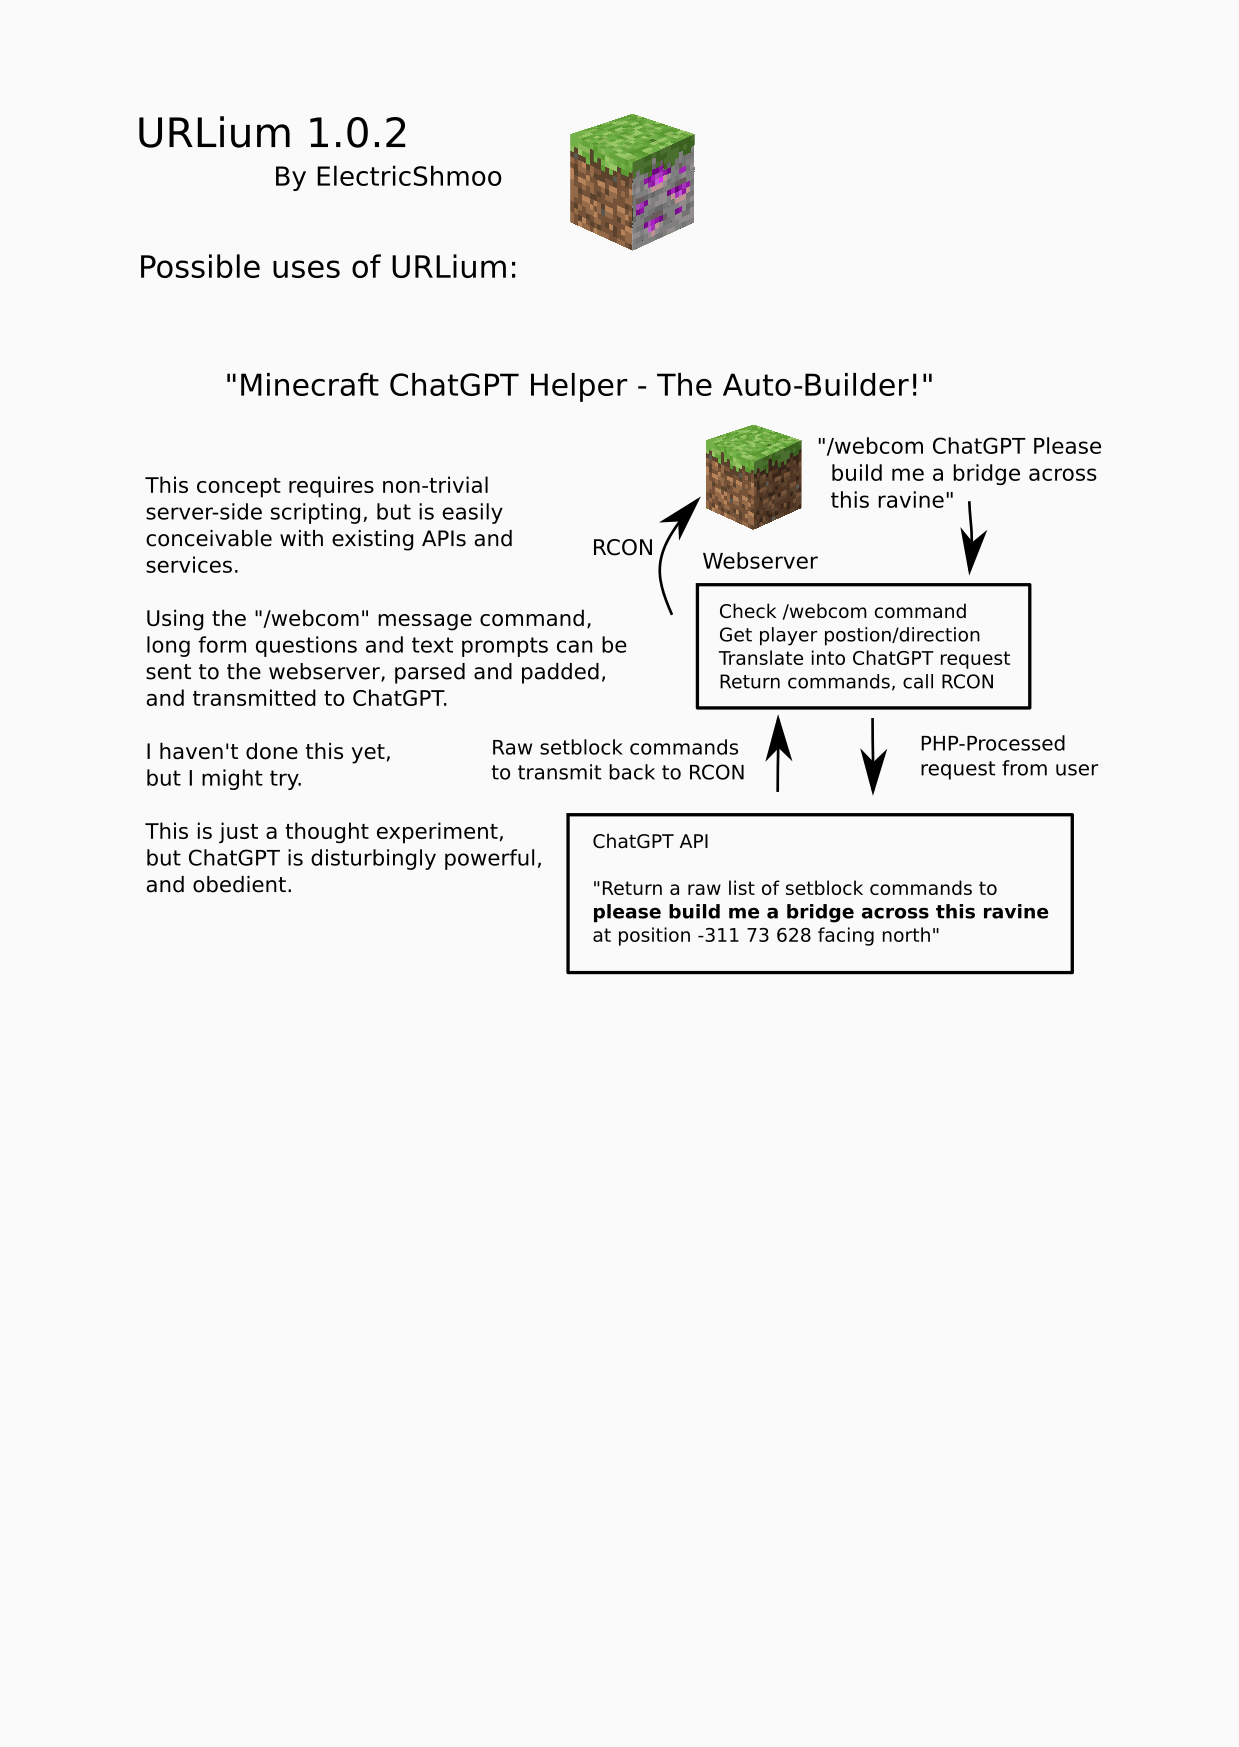 URLium 1.0.2
By ElectricShmoo
Possible uses of URLium:
"Minecraft ChatGPT Helper - The Auto-Builder!"
This concept requires non-trivial
server-side scripting, but is easily
conceivable with existing APIs and
services.
Using the "/webcom" message command,
long form questions and text prompts can be
sent to the webserver, parsed and padded,
and transmitted to ChatGPT.
I haven't done this yet,
but I might try.
This is just a thought experiment,
but ChatGPT is disturbingly powerful,
and obedient.
"/webcom ChatGPT Please
build me a bridge across
this ravine"
RCON
Webserver
Check /webcom command
Get player postion/direction
Translate into ChatGPT request
Return commands, call RCON
Raw setblock commands
to transmit back to RCON
PHP-Processed
request from user
ChatGPT API
"Return a raw list of setblock commands to
please build me a bridge across this ravine
at position -311 73 628 facing north"